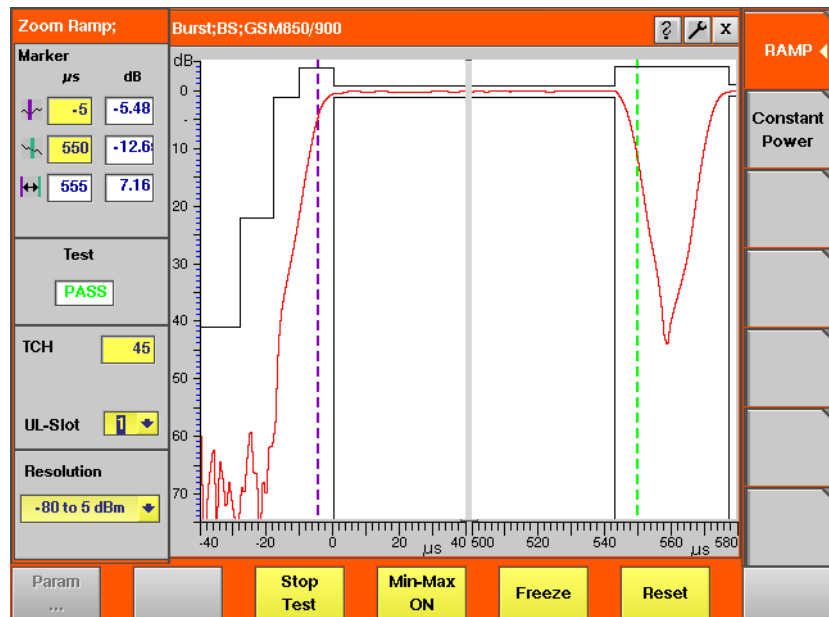 Zoom Ramp;
Burst;BS;GSM850/900
? x
RAMP
Constant
Power
Marker
µs dB
-5 -5.48
550 -12.6
555 7.16
Test
PASS
TCH 45
UL-Slot 1
Resolution
-80 to 5 dBm
dB
0
-
10
20
30
40
50
60
70
-40 -20 0 20 40 500 520 540 560 580
µs µs
Param
...
Stop
Test
Min-Max
ON
Freeze
Reset